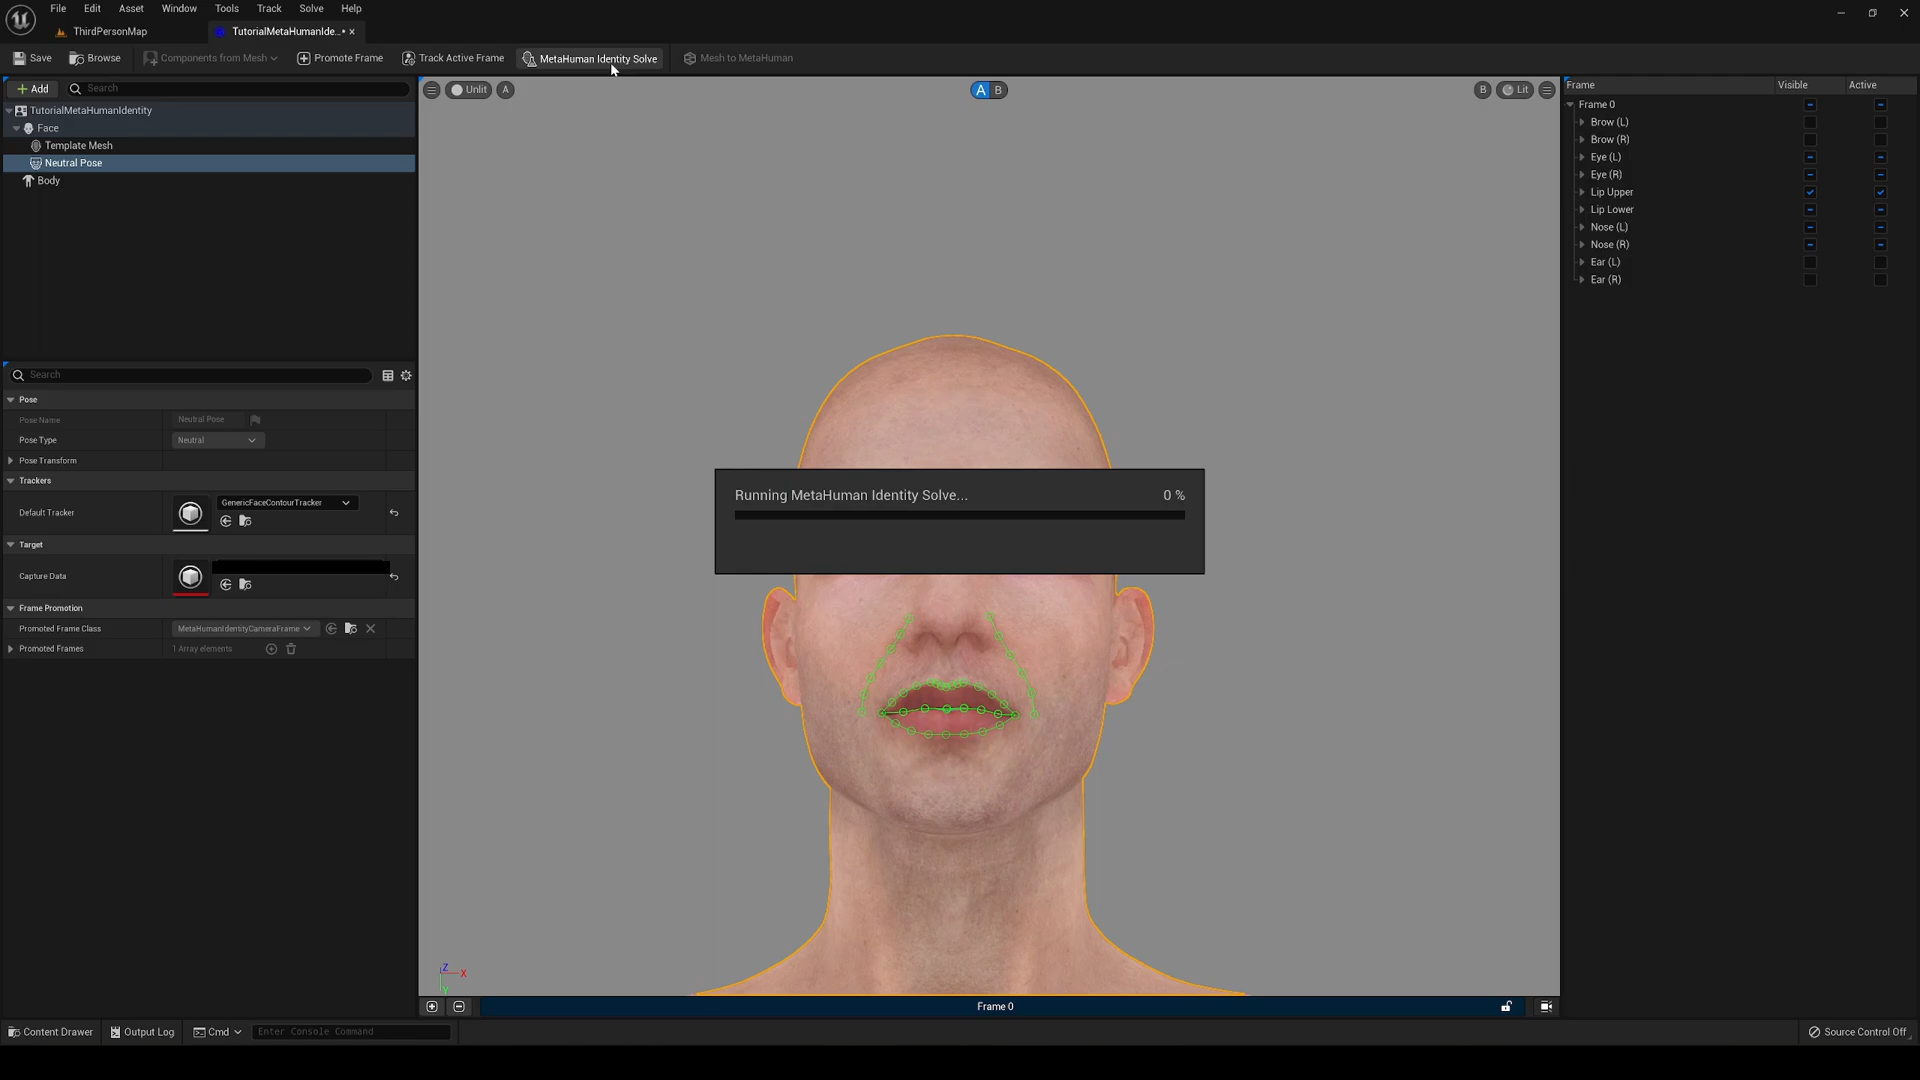 File Edit Asset Window Tools Track Solve Help
ThirdPersonMap TutorialMetaHumanIde...•
Save Browse Components from Mesh Promote Frame Track Active Frame MetaHuman Identity Solve Mesh to MetaHuman
Add Search
TutorialMetaHumanIdentity
Face
Template Mesh
Neutral Pose
Body
Search
Pose
Pose Name Neutral Pose
Pose Type Neutral
Pose Transform
Trackers
Default Tracker GenericFaceContourTracker
Target
Capture Data
Frame Promotion
Promoted Frame Class MetaHumanIdentityCameraFrame
Promoted Frames 1 Array elements
Unlit A A B B Lit
Running MetaHuman Identity Solve... 0 %
Z X
Y
Frame 0
Frame Visible Active
Frame 0
Brow (L)
Brow (R)
Eye (L)
Eye (R)
Lip Upper
Lip Lower
Nose (L)
Nose (R)
Ear (L)
Ear (R)
Content Drawer Output Log Cmd Enter Console Command Source Control Off